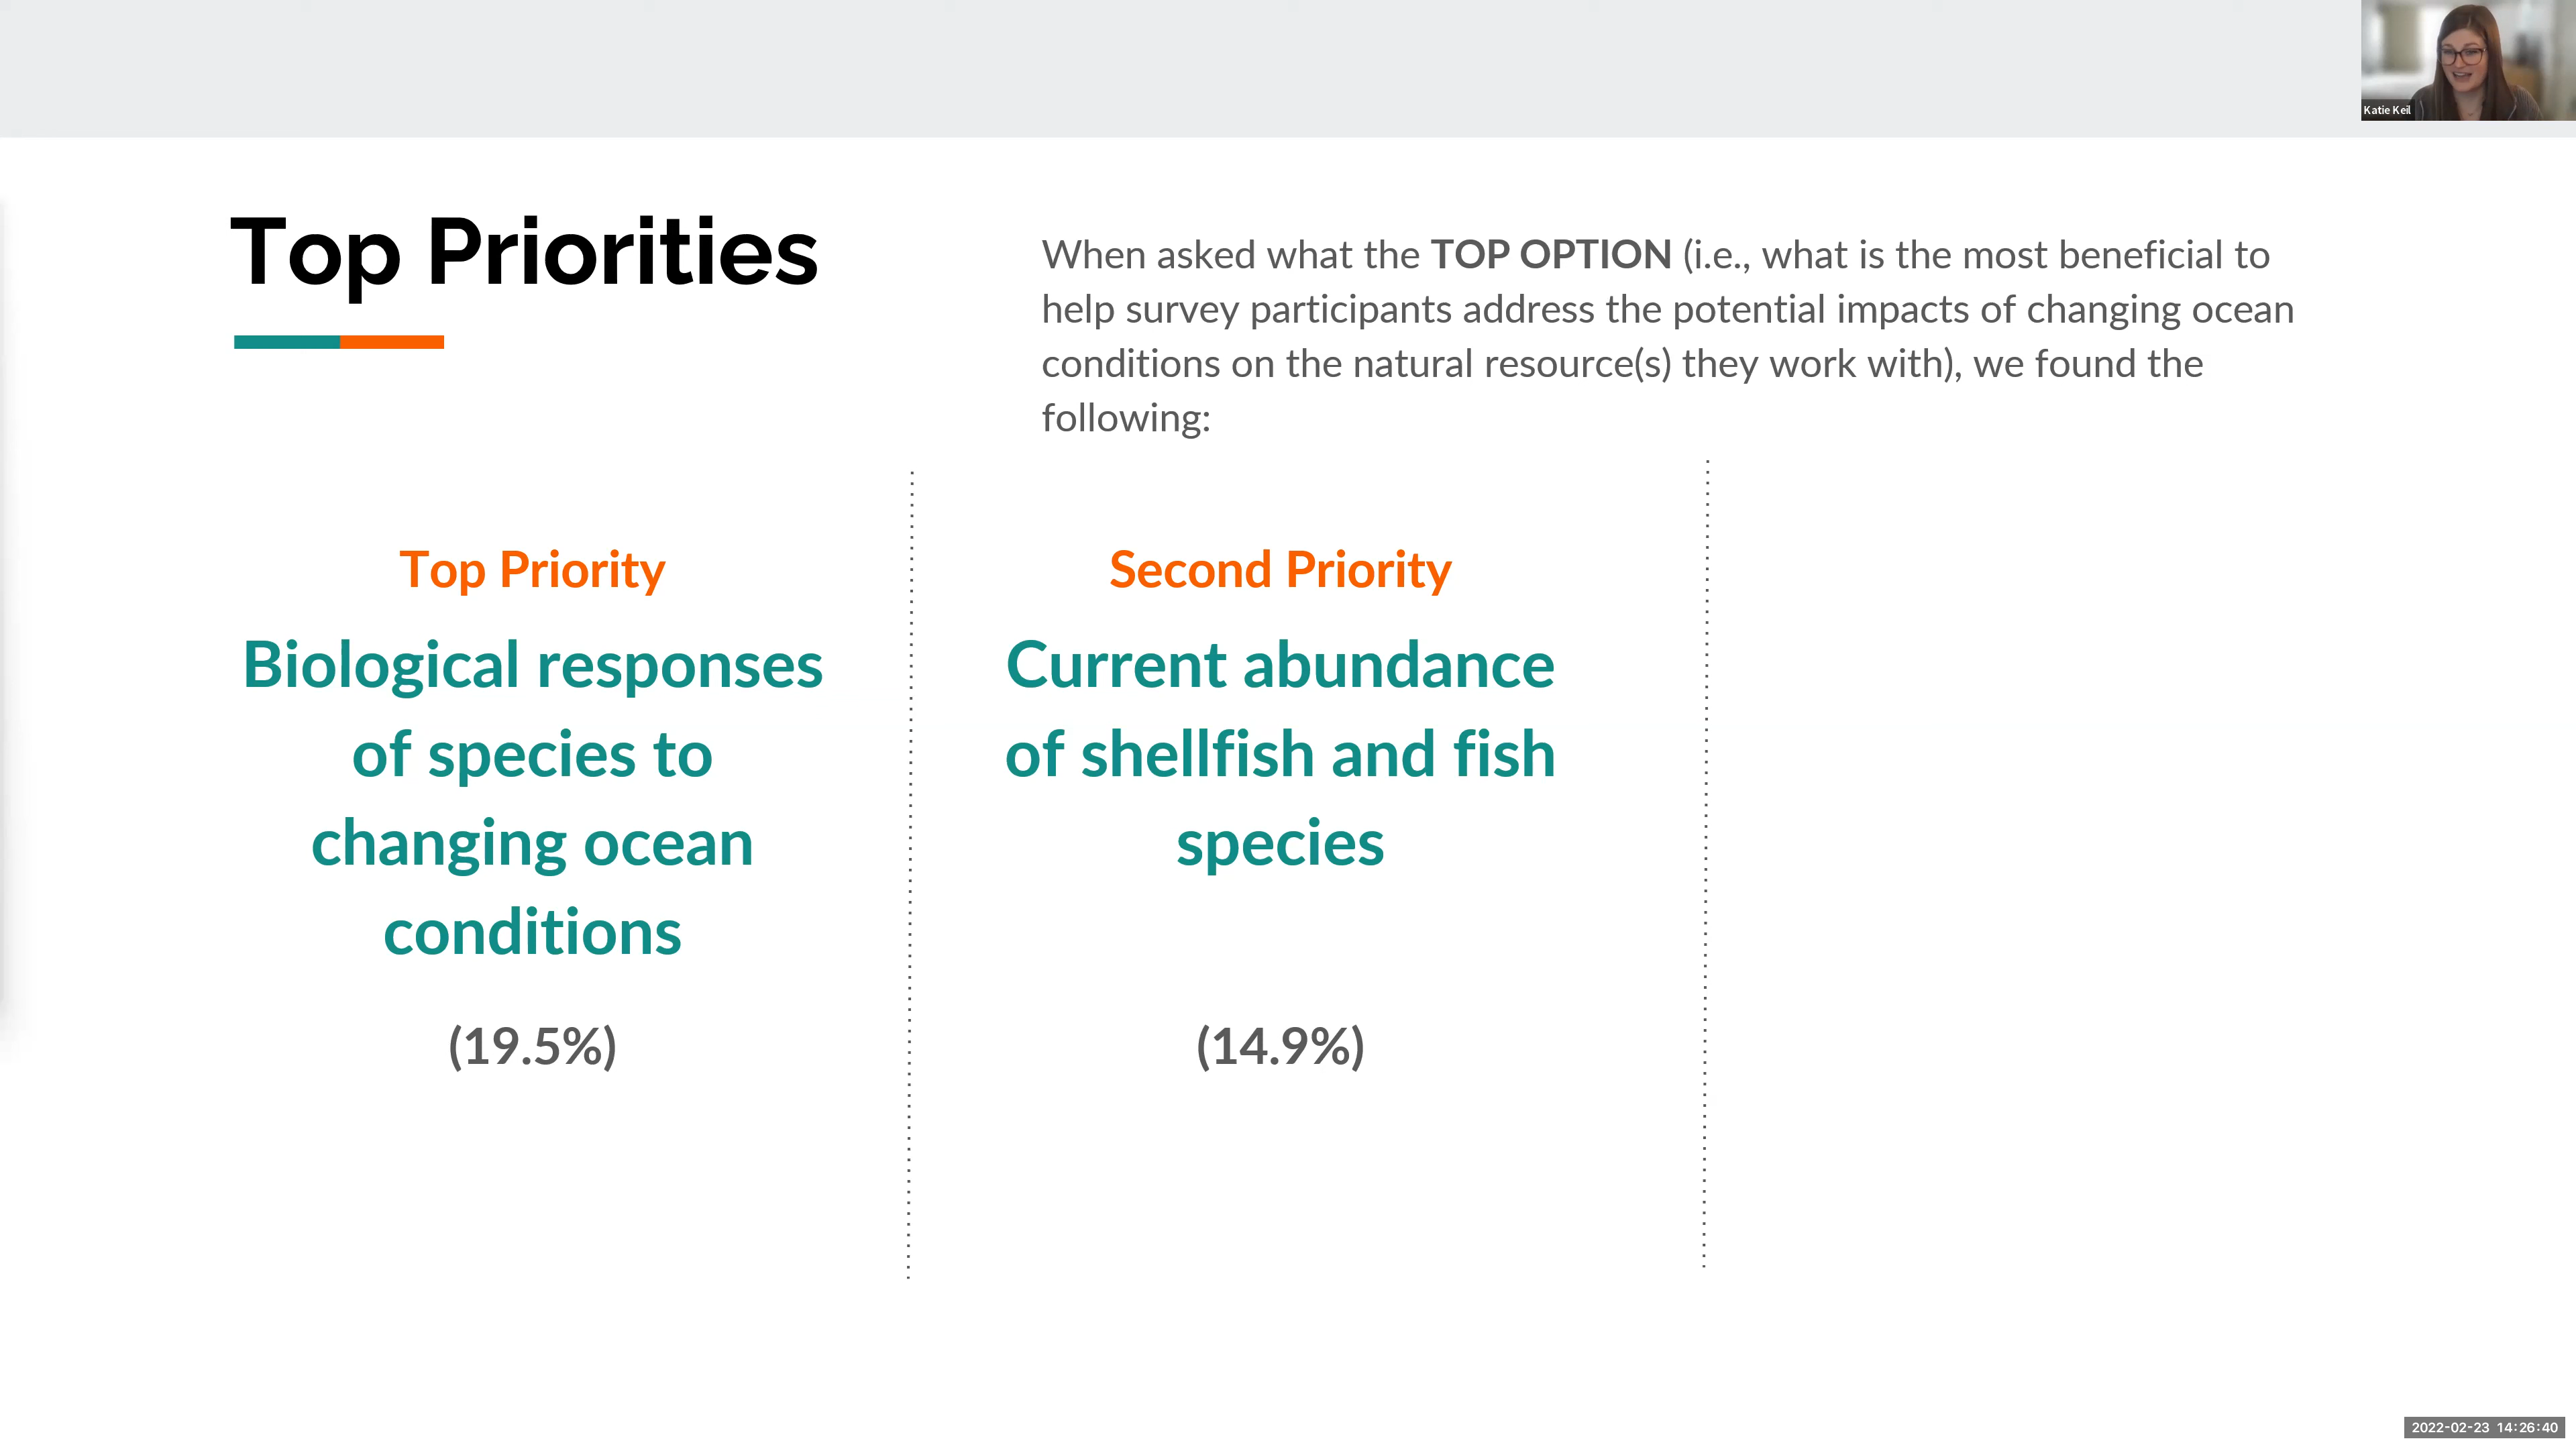 Katie Keil
Top Priorities
When asked what the TOP OPTION (i.e., what is the most beneficial to
help survey participants address the potential impacts of changing ocean
conditions on the natural resource(s) they work with), we found the
following:
Top Priority
Biological responses
of species to
changing ocean
conditions
(19.5%)
Second Priority
Current abundance
of shellfish and fish
species
(14.9%)
2022-02-23 14:26:40